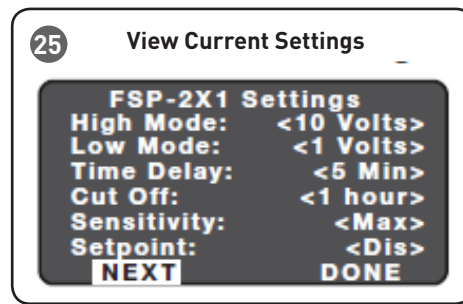 25 View Current Settings
FSP-2X1 Settings
High Mode: <10 Volts>
Low Mode: <1 Volts>
Time Delay: <5 Min>
Cut Off: <1 hour>
Sensitivity: <Max>
Setpoint: <Dis>
NEXT DONE